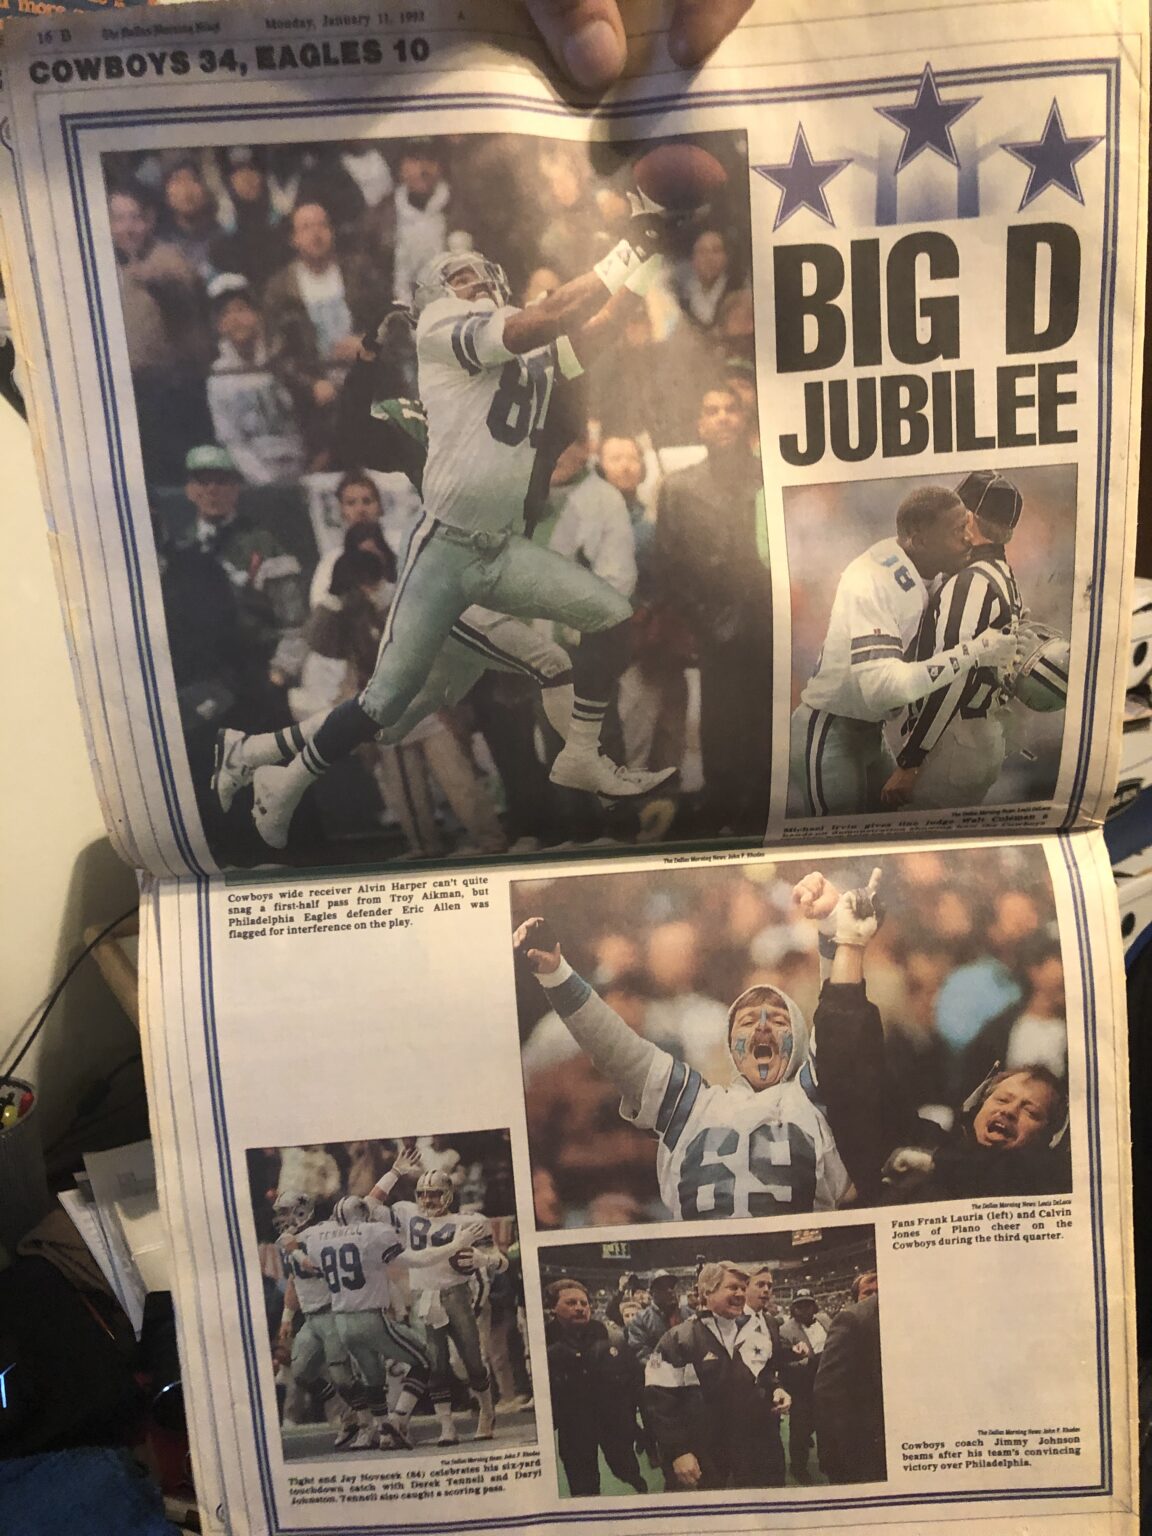 16 B The Dallas Morning News Monday, January 11, 1993 A
COWBOYS 34, EAGLES 10
BIG D
JUBILEE
The Dallas Morning News: Louis DeLuca
Michael Irvin gives line judge Walt Coleman a
The Dallas Morning News: John F. Rhodes
Cowboys wide receiver Alvin Harper can't quite
snag a first-half pass from Troy Aikman, but
Philadelphia Eagles defender Eric Allen was
flagged for interference on the play.
69
The Dallas Morning News: Louis DeLuca
Fans Frank Lauria (left) and Calvin
Jones of Plano cheer on the
Cowboys during the third quarter.
TENNELL
89
84
The Dallas Morning News: John F. Rhodes
Tight end Jay Novacek (84) celebrates his six-yard
touchdown catch with Derek Tennell and Daryl
Johnston. Tennell also caught a scoring pass.
The Dallas Morning News: John F. Rhodes
Cowboys coach Jimmy Johnson
beams after his team's convincing
victory over Philadelphia.